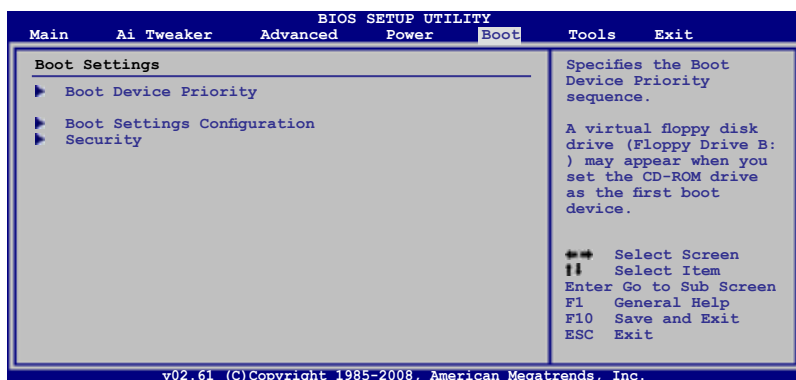 BIOS SETUP UTILITY
Main Ai Tweaker Advanced Power Boot Tools Exit
Boot Settings
Boot Device Priority
Boot Settings Configuration
Security
Specifies the Boot
Device Priority
sequence.
A virtual floppy disk
drive (Floppy Drive B:
) may appear when you
set the CD-ROM drive
as the first boot
device.
Select Screen
Select Item
Enter Go to Sub Screen
F1 General Help
F10 Save and Exit
ESC Exit
v02.61 (C)Copyright 1985-2008, American Megatrends, Inc.